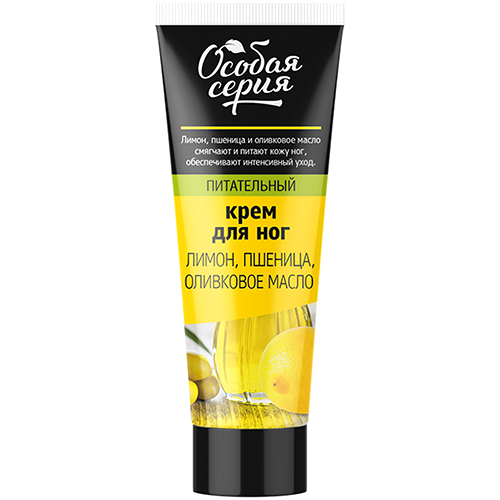 Особая
серия
Лимон, пшеница и оливковое масло
смягчают и питают кожу ног,
обеспечивают интенсивный уход.
ПИТАТЕЛЬНЫЙ
крем
для ног
ЛИМОН, ПШЕНИЦА,
ОЛИВКОВОЕ МАСЛО